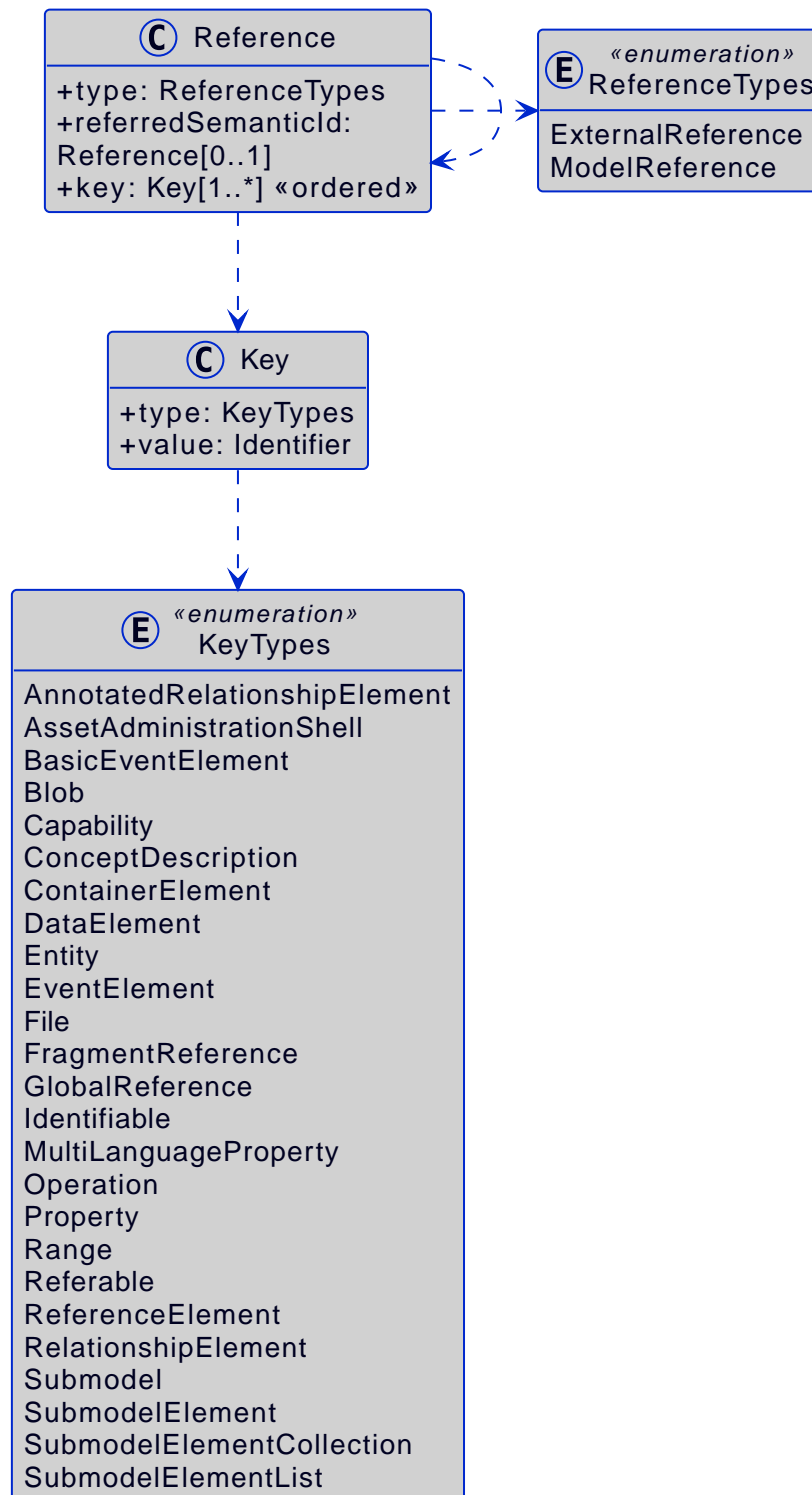 C Reference
+type: ReferenceTypes
+referredSemanticId:
Reference[0..1]
+key: Key[1..*] «ordered»
«enumeration»
E ReferenceTypes
ExternalReference
ModelReference
C Key
+type: KeyTypes
+value: Identifier
«enumeration»
E KeyTypes
AnnotatedRelationshipElement
AssetAdministrationShell
BasicEventElement
Blob
Capability
ConceptDescription
ContainerElement
DataElement
Entity
EventElement
File
FragmentReference
GlobalReference
Identifiable
MultiLanguageProperty
Operation
Property
Range
Referable
ReferenceElement
RelationshipElement
Submodel
SubmodelElement
SubmodelElementCollection
SubmodelElementList